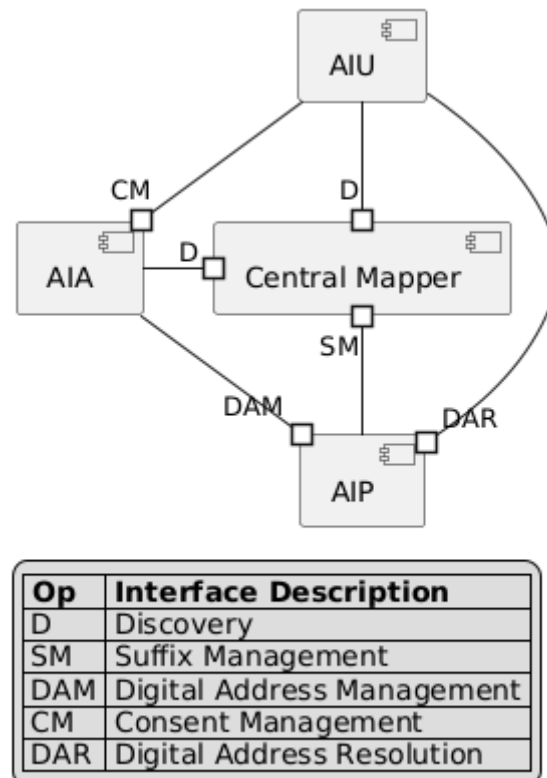 AIU
CM
D
D
AIA
Central Mapper
SM
DAM
DAR
AIP
Op Interface Description
D Discovery
SM Suffix Management
DAM Digital Address Management
CM Consent Management
DAR Digital Address Resolution